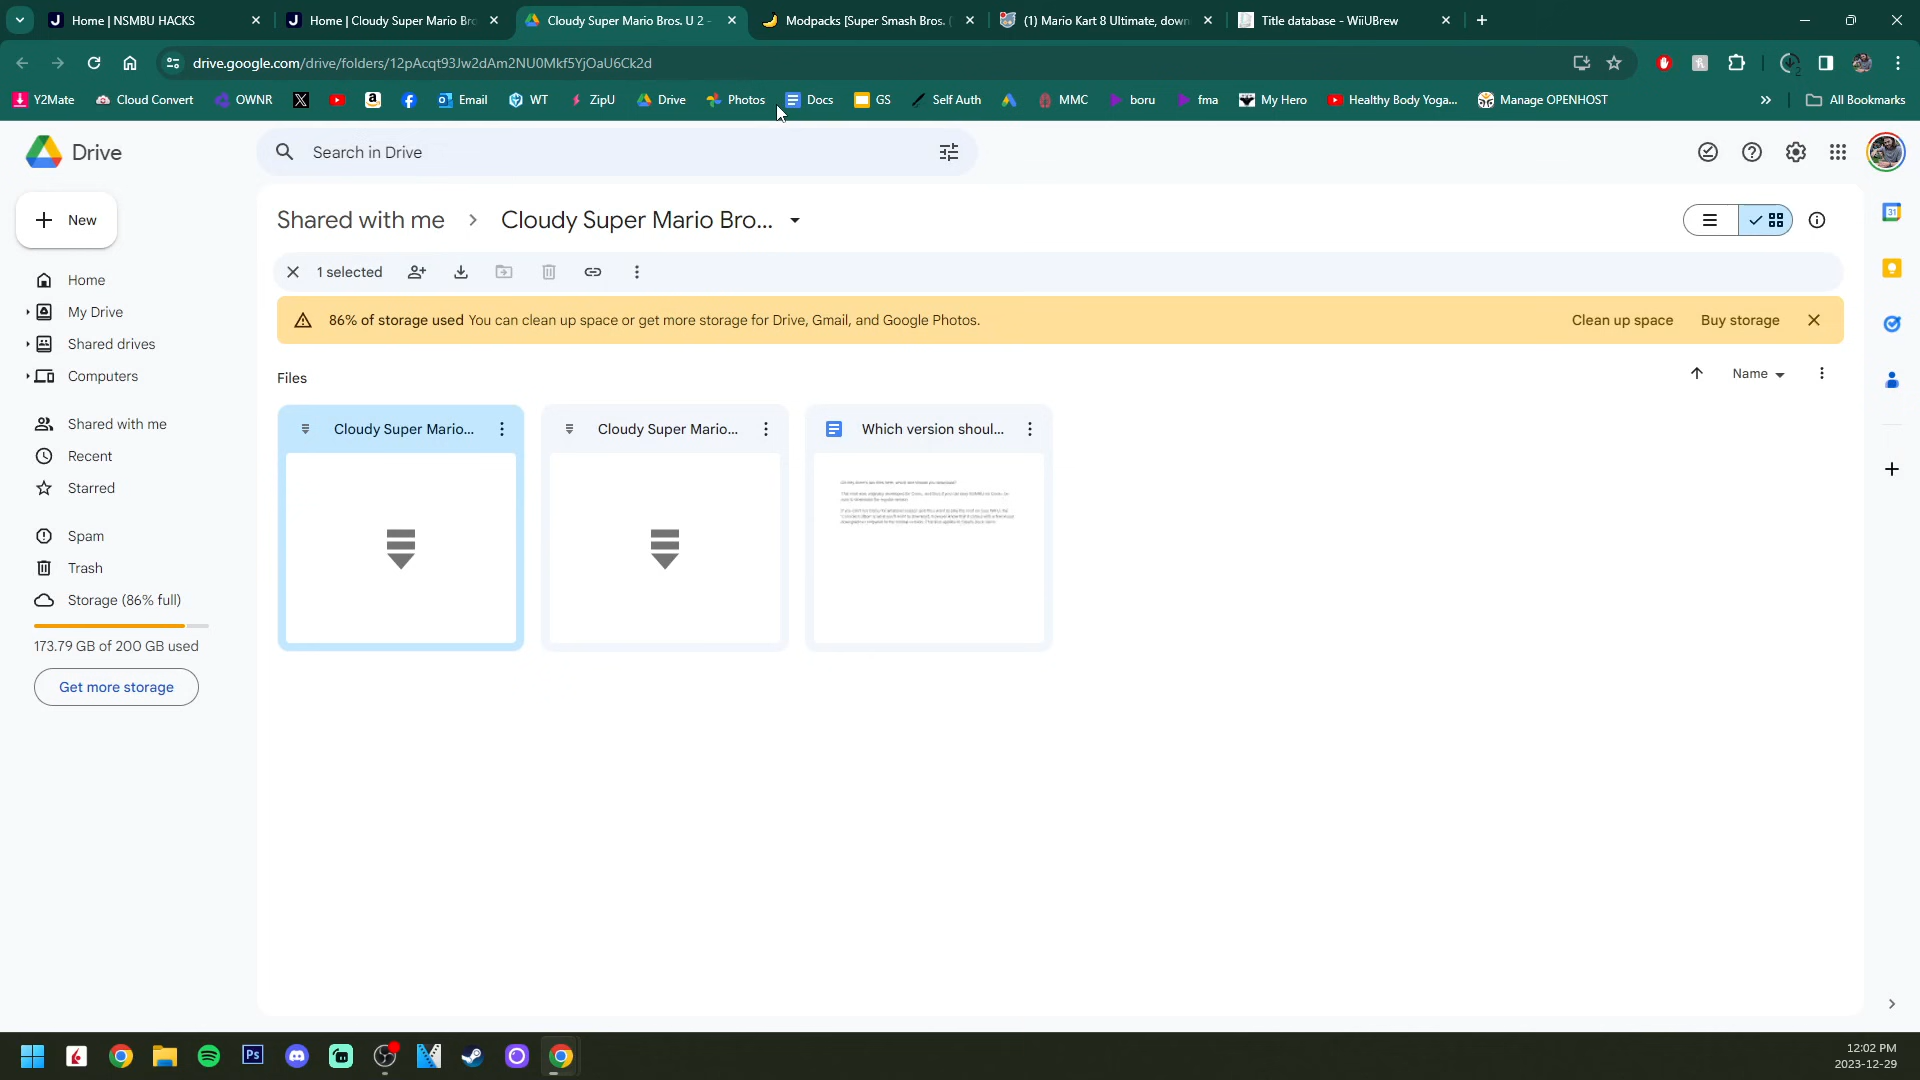 Home | NSMBU HACKS
Home | Cloudy Super Mario Bro
Cloudy Super Mario Bros. U 2 -
Modpacks [Super Smash Bros. (
(1) Mario Kart 8 Ultimate, down
Title database - WiiUBrew
drive.google.com/drive/folders/12pAcqt93Jw2dAm2NU0Mkf5YjOaU6Ck2d
2
Y2Mate
Cloud Convert
OWNR
Email
WT
ZipU
Drive
Photos
Docs
GS
Self Auth
MMC
boru
fma
My Hero
Healthy Body Yoga...
Manage OPENHOST
All Bookmarks
Drive
Search in Drive
New
Shared with me > Cloudy Super Mario Bro...
1 selected
86% of storage used You can clean up space or get more storage for Drive, Gmail, and Google Photos.
Clean up space
Buy storage
Home
My Drive
Shared drives
Computers
Shared with me
Recent
Starred
Spam
Trash
Storage (86% full)
173.79 GB of 200 GB used
Get more storage
Files
Name
Cloudy Super Mario...
Cloudy Super Mario...
Which version shoul...
31
Ps
12:02 PM
2023-12-29